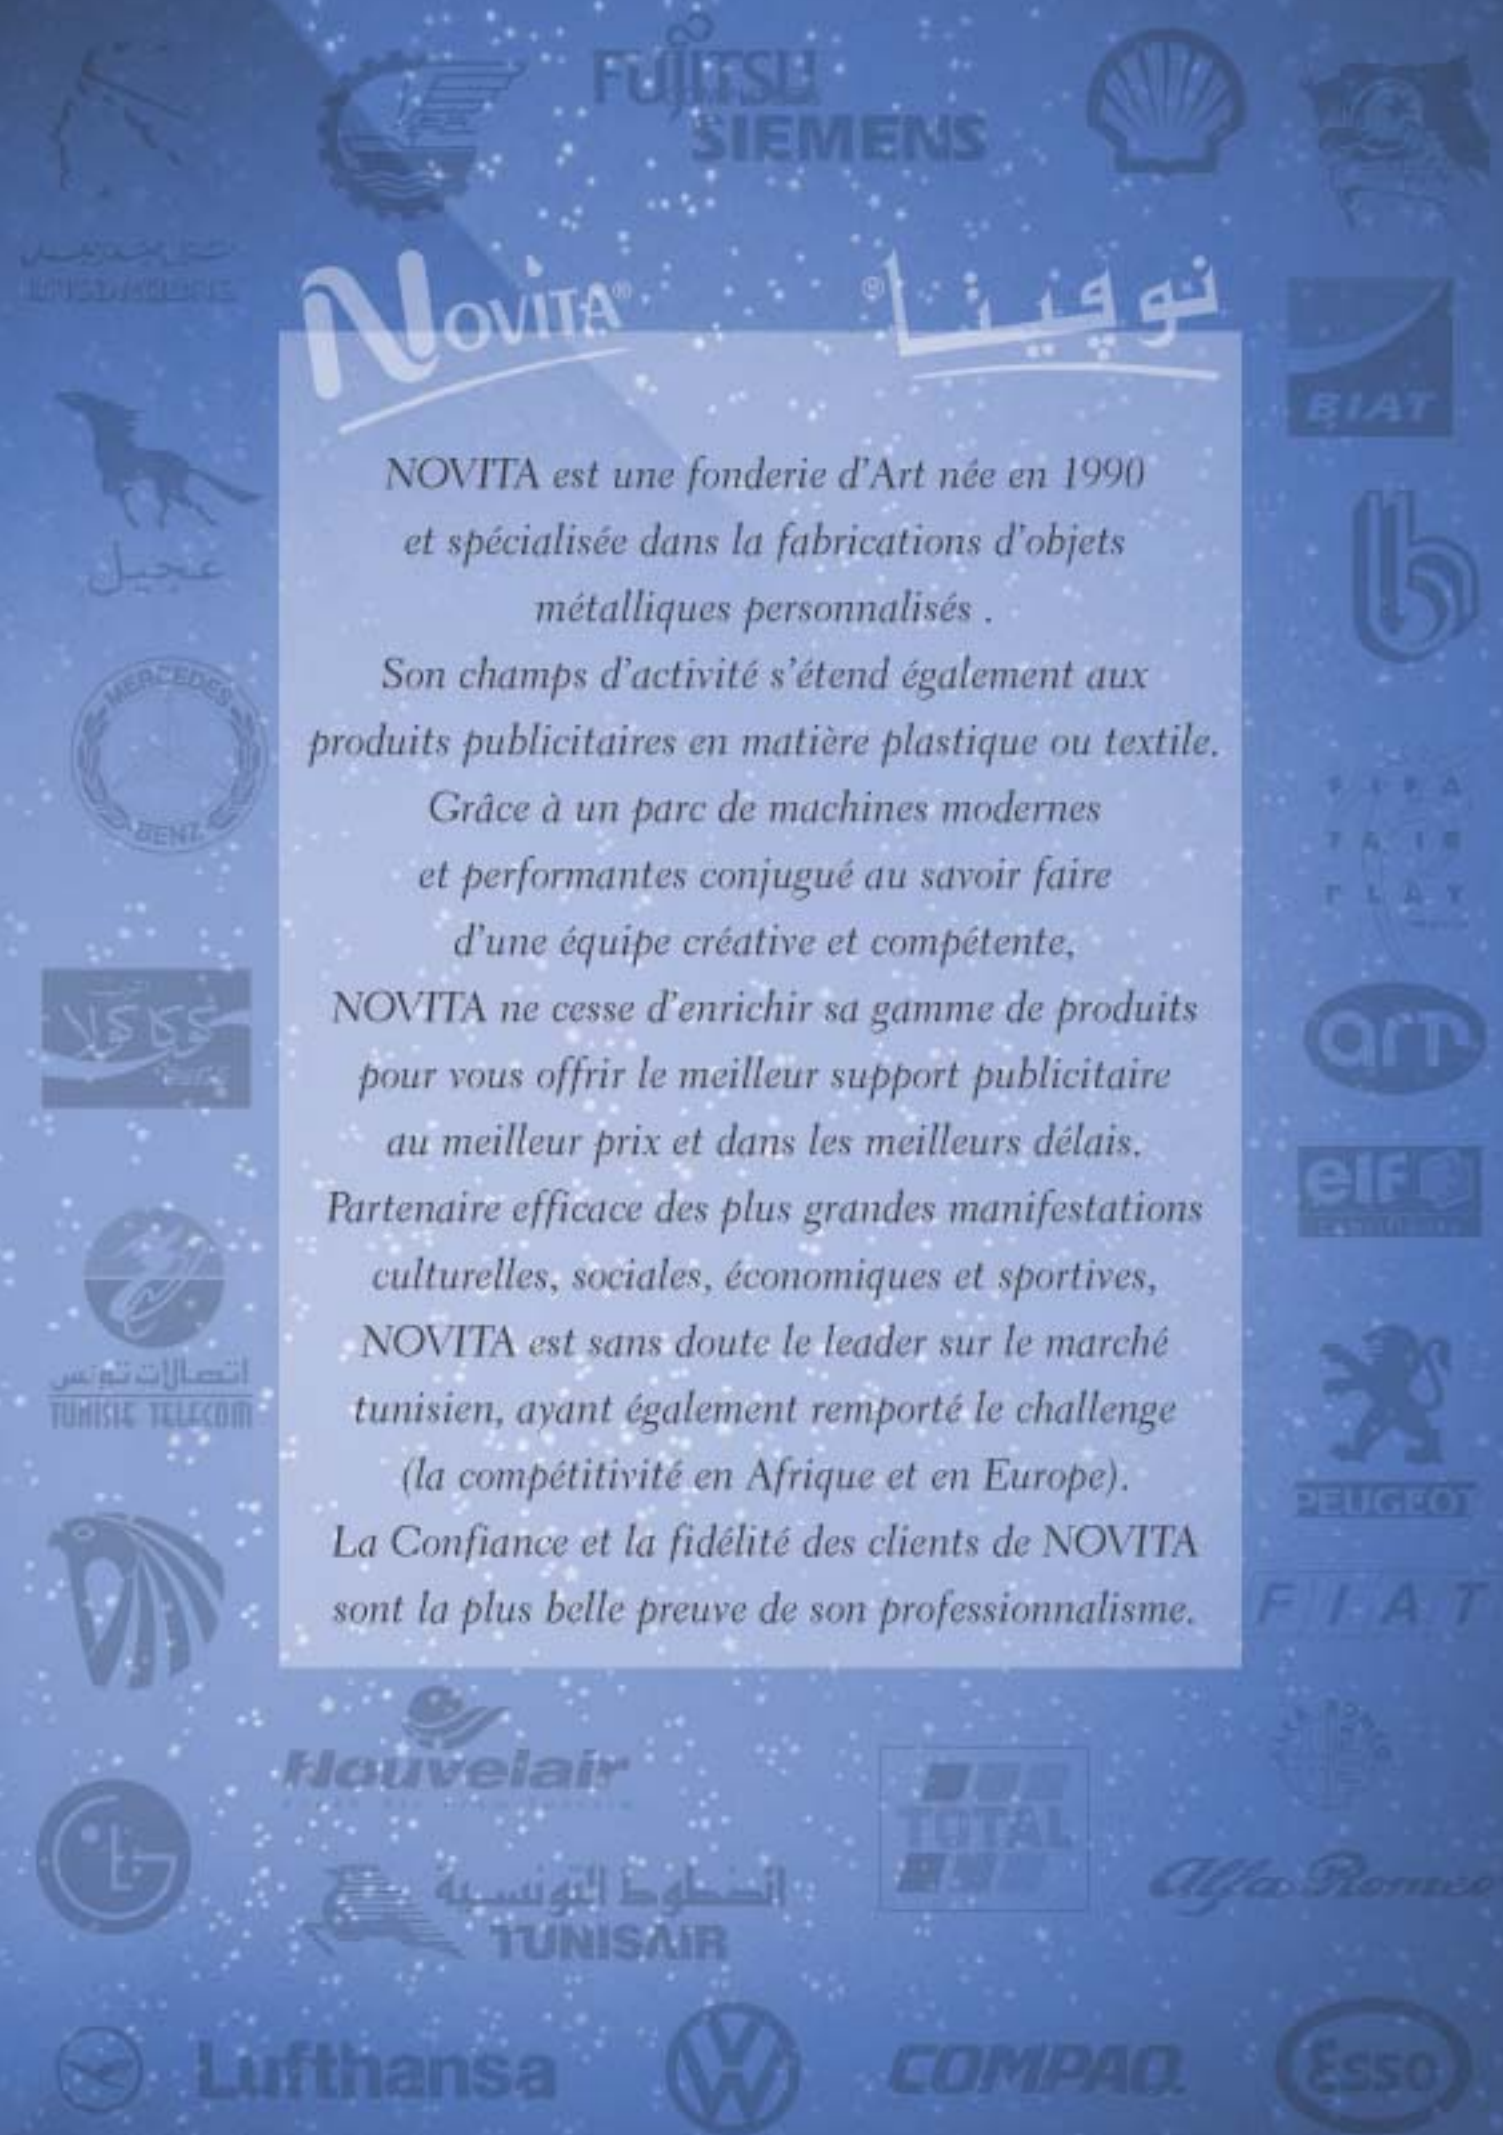 FUJITSU
SIEMENS
NOVITA®
نوڤيتا®
BIAT
NOVITA est une fonderie d'Art née en 1990
et spécialisée dans la fabrications d'objets
métalliques personnalisés .
Son champs d'activité s'étend également aux
produits publicitaires en matière plastique ou textile.
Grâce à un parc de machines modernes
et performantes conjugué au savoir faire
d'une équipe créative et compétente,
NOVITA ne cesse d'enrichir sa gamme de produits
pour vous offrir le meilleur support publicitaire
au meilleur prix et dans les meilleurs délais.
Partenaire efficace des plus grandes manifestations
culturelles, sociales, économiques et sportives,
NOVITA est sans doute le leader sur le marché
tunisien, ayant également remporté le challenge
(la compétitivité en Afrique et en Europe).
La Confiance et la fidélité des clients de NOVITA
sont la plus belle preuve de son professionnalisme.
عجيل
MERCEDES
BENZ
كوكاكولا
اتصالات تونس
TUNISIE TELECOM
FIFA
FAIR
PLAY
art
elf
PEUGEOT
FIAT
Nouvelair
TOTAL
الخطوط التونسية
TUNISAIR
Alfa Romeo
Lufthansa
COMPAQ
Esso